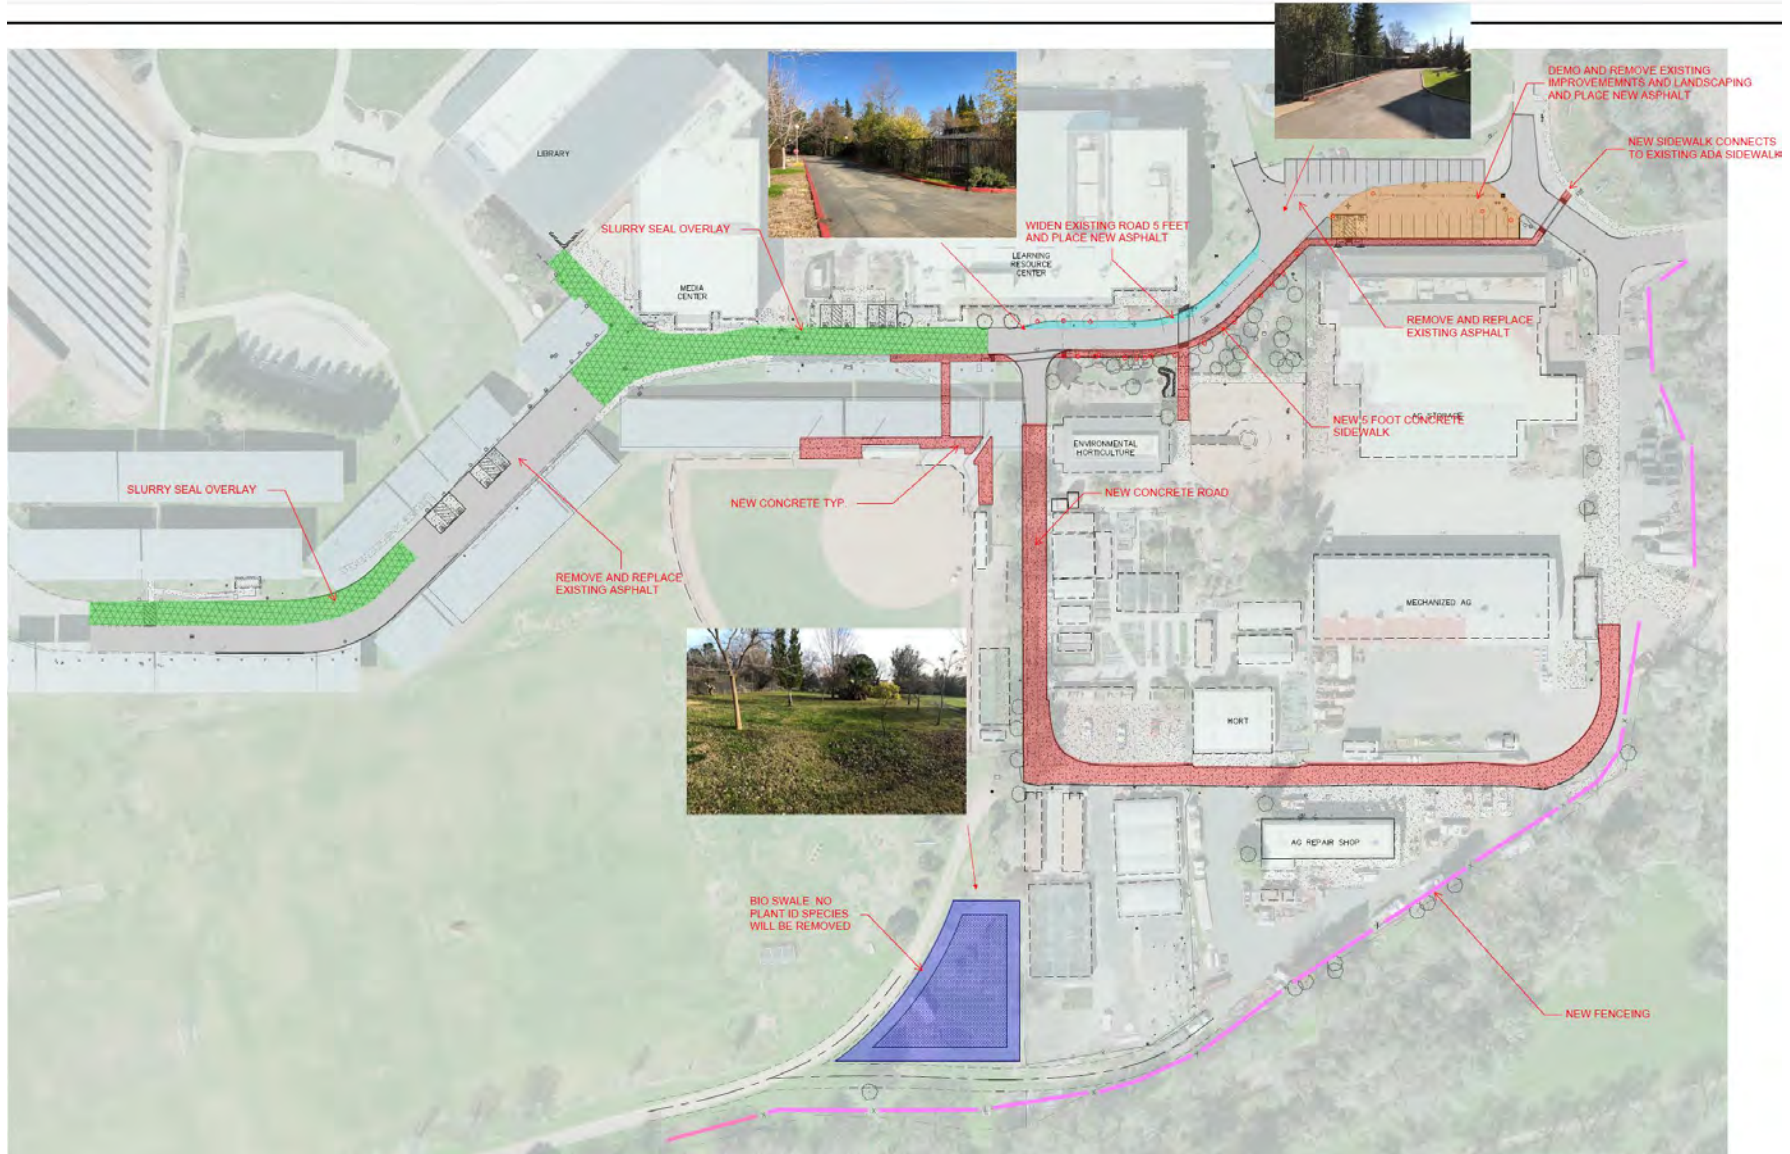 DEMO AND REMOVE EXISTING
IMPROVEMEMNTS AND LANDSCAPING
AND PLACE NEW ASPHALT
NEW SIDEWALK CONNECTS
TO EXISTING ADA SIDEWALK
LIBRARY
SLURRY SEAL OVERLAY
WIDEN EXISTING ROAD 5 FEET
AND PLACE NEW ASPHALT
LEARNING
RESOURCE
CENTER
MEDIA
CENTER
REMOVE AND REPLACE
EXISTING ASPHALT
AG STORAGE
NEW 5 FOOT CONCRETE
SIDEWALK
ENVIRONMENTAL
HORTICULTURE
SLURRY SEAL OVERLAY
NEW CONCRETE TYP.
NEW CONCRETE ROAD
REMOVE AND REPLACE
EXISTING ASPHALT
MECHANIZED AG
HORT
AG REPAIR SHOP
BIO SWALE. NO
PLANT ID SPECIES
WILL BE REMOVED
NEW FENCEING